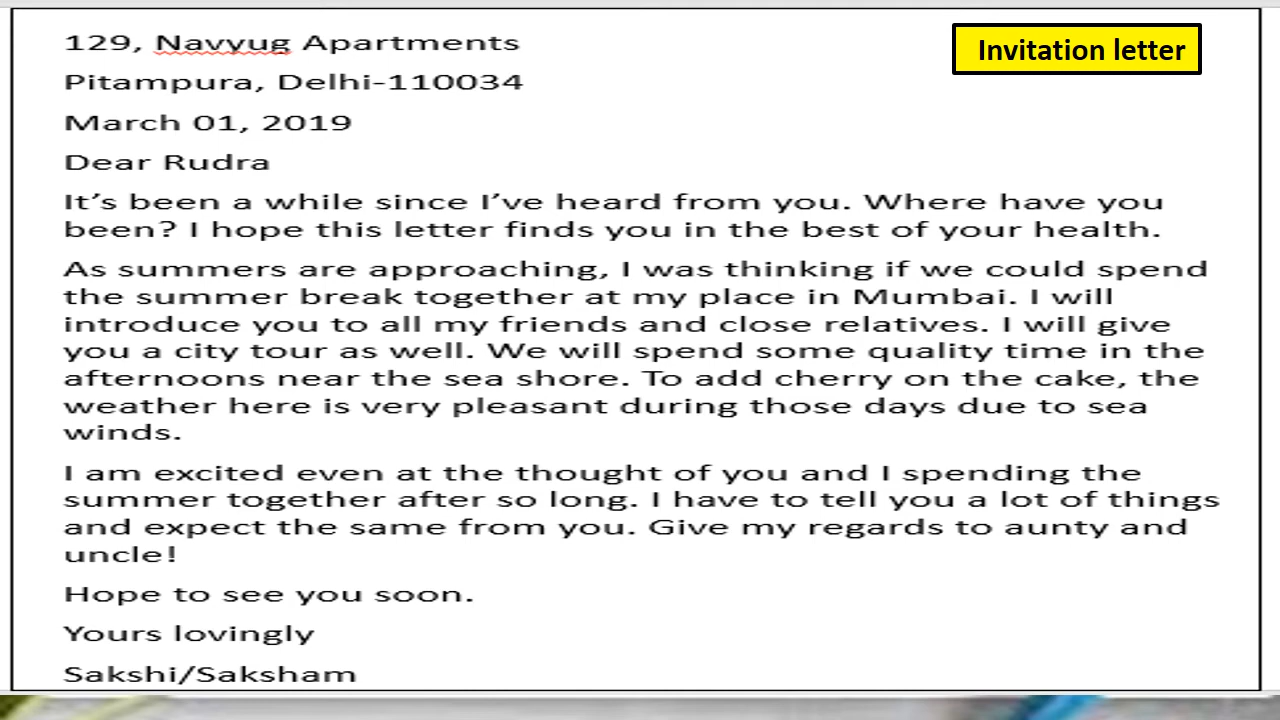 129, Navyug Apartments
Invitation letter
Pitampura, Delhi-110034
March 01, 2019
Dear Rudra
It’s been a while since I’ve heard from you. Where have you
been? I hope this letter finds you in the best of your health.
As summers are approaching, I was thinking if we could spend
the summer break together at my place in Mumbai. I will
introduce you to all my friends and close relatives. I will give
you a city tour as well. We will spend some quality time in the
afternoons near the sea shore. To add cherry on the cake, the
weather here is very pleasant during those days due to sea
winds.
I am excited even at the thought of you and I spending the
summer together after so long. I have to tell you a lot of things
and expect the same from you. Give my regards to aunty and
uncle!
Hope to see you soon.
Yours lovingly
Sakshi/Saksham